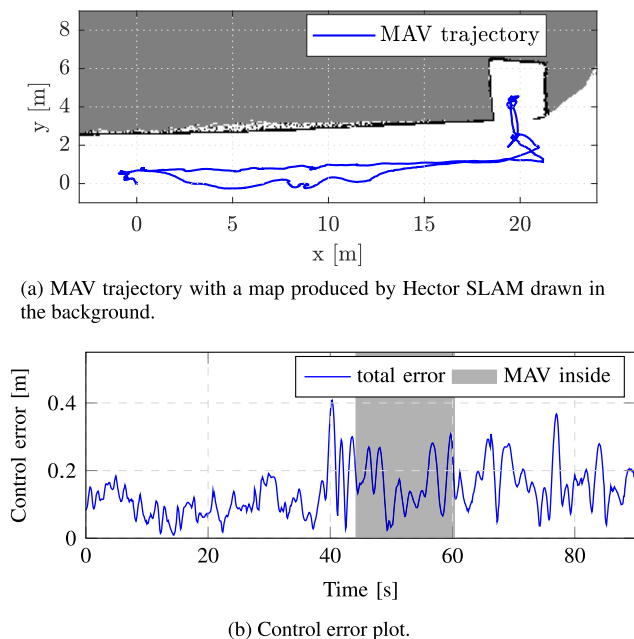 MAV trajectory
8
6
4
2
0
y [m]
0 5 10 15 20
x [m]
(a) MAV trajectory with a map produced by Hector SLAM drawn in
the background.
total error MAV inside
0.4
0.2
0
Control error [m]
0 20 40 60 80
Time [s]
(b) Control error plot.